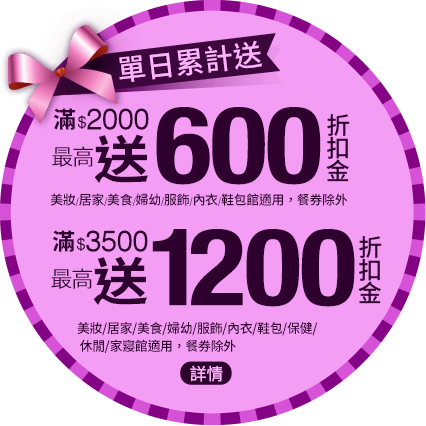 單日累計送
滿$2000
最高送600折扣金
美妝/居家/美食/婦幼/服飾/內衣/鞋包館適用，餐券除外
滿$3500
最高送1200折扣金
美妝/居家/美食/婦幼/服飾/內衣/鞋包/保健/
休閒/家寢館適用，餐券除外
詳情